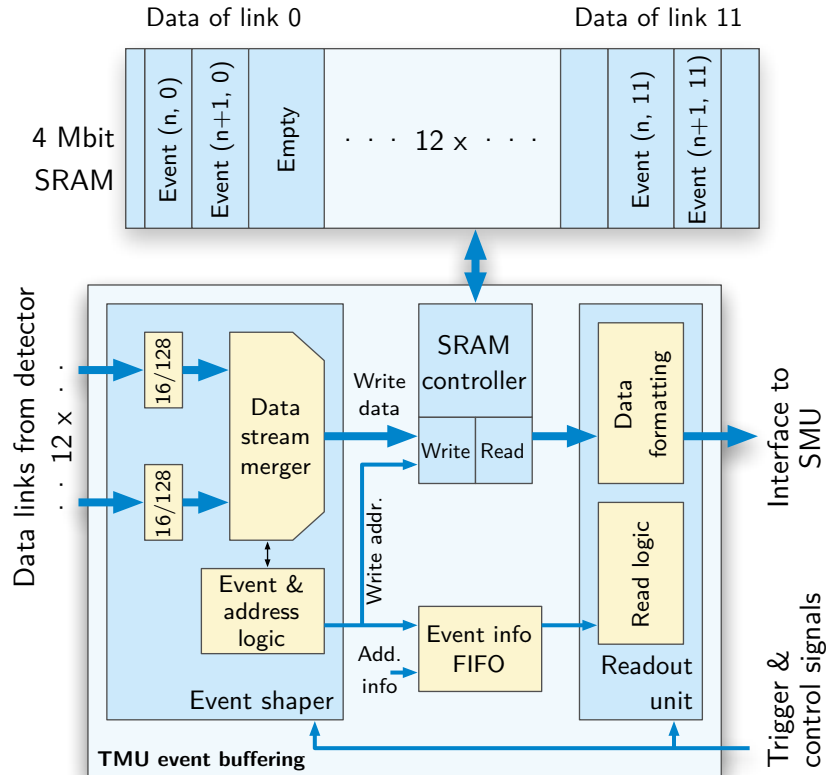 Data of link 0
Data of link 11
4 Mbit
SRAM
Event (n, 0)
Event (n+1, 0)
Empty
· · · 12 x · · ·
Event (n, 11)
Event (n+1, 11)
Data links from detector
· · 12 x · ·
16/128
16/128
Data
stream
merger
Event &
address
logic
Event shaper
Write
data
Write addr.
Add.
info
SRAM
controller
Write
Read
Event info
FIFO
Data
formatting
Read logic
Readout
unit
Interface to
SMU
Trigger &
control signals
TMU event buffering